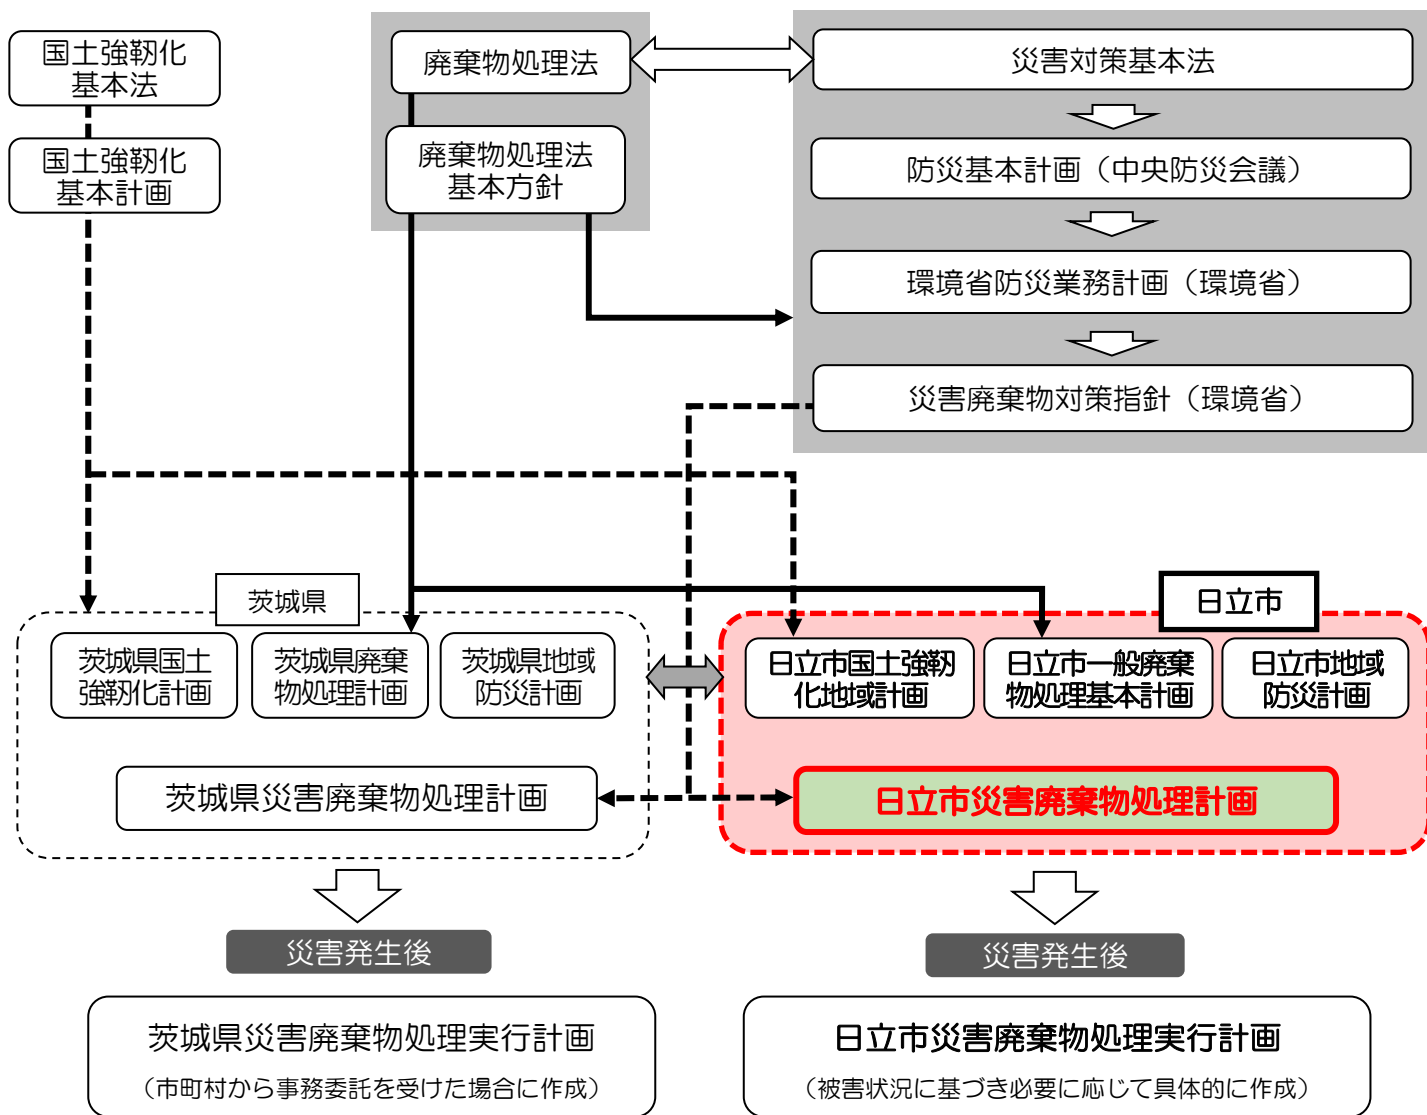 国土強靱化
基本法
国土強靱化
基本計画
廃棄物処理法
廃棄物処理法
基本方針
災害対策基本法
防災基本計画（中央防災会議）
環境省防災業務計画（環境省）
災害廃棄物対策指針（環境省）
茨城県
茨城県国土
強靱化計画
茨城県廃棄
物処理計画
茨城県地域
防災計画
茨城県災害廃棄物処理計画
日立市
日立市国土強靱
化地域計画
日立市一般廃棄
物処理基本計画
日立市地域
防災計画
日立市災害廃棄物処理計画
災害発生後
茨城県災害廃棄物処理実行計画
（市町村から事務委託を受けた場合に作成）
災害発生後
日立市災害廃棄物処理実行計画
（被害状況に基づき必要に応じて具体的に作成）